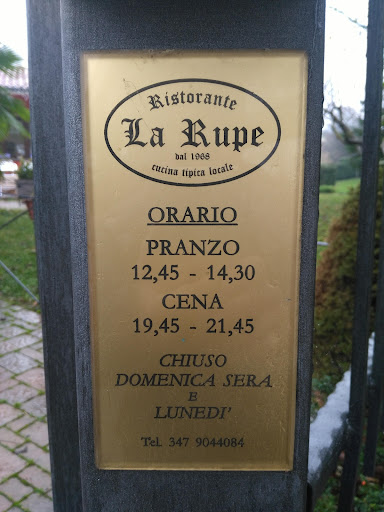 Ristorante
La Rupe
dal 1968
cucina tipica locale
ORARIO
PRANZO
12,45 - 14,30
CENA
19,45 - 21,45
CHIUSO
DOMENICA SERA
E
LUNEDI'
Tel. 347 9044084